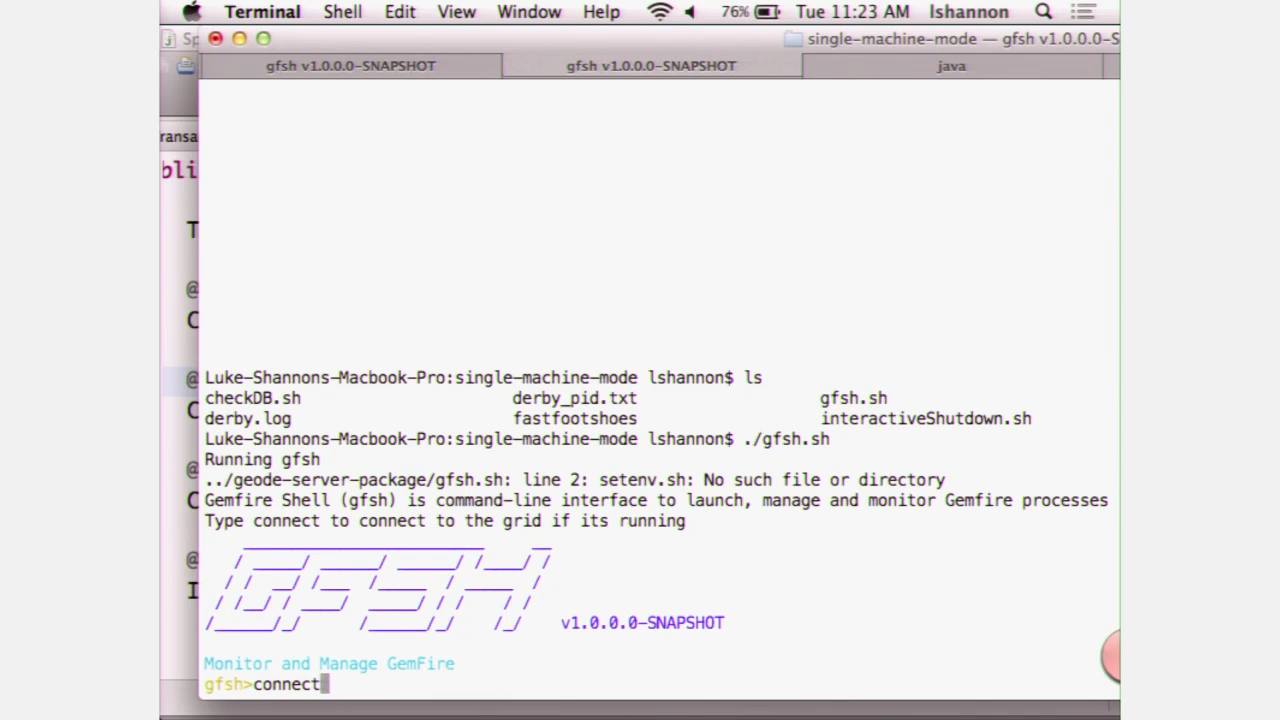 Terminal Shell Edit View Window Help 76% Tue 11:23 AM lshannon
Sp
single-machine-mode — gfsh v1.0.0.0-S
gfsh v1.0.0.0-SNAPSHOT gfsh v1.0.0.0-SNAPSHOT java
ransa
bli
T
@
C
@
C
@
C
@
I
Luke-Shannons-Macbook-Pro:single-machine-mode lshannon$ ls
checkDB.sh derby_pid.txt gfsh.sh
derby.log fastfootshoes interactiveShutdown.sh
Luke-Shannons-Macbook-Pro:single-machine-mode lshannon$ ./gfsh.sh
Running gfsh
../geode-server-package/gfsh.sh: line 2: setenv.sh: No such file or directory
Gemfire Shell (gfsh) is command-line interface to launch, manage and monitor Gemfire processes
Type connect to connect to the grid if its running
GFSH v1.0.0.0-SNAPSHOT
Monitor and Manage GemFire
gfsh>connect